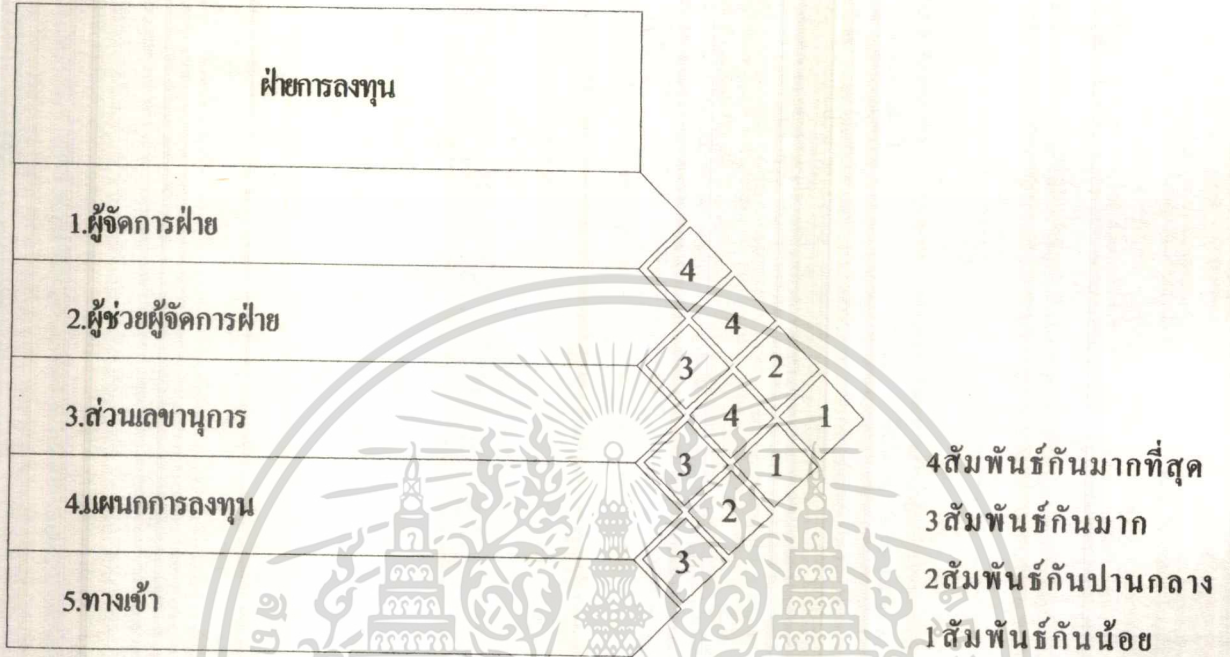 ฝ่ายการลงทุน
1.ผู้จัดการฝ่าย
2.ผู้ช่วยผู้จัดการฝ่าย
3.ส่วนเลขานุการ
4.แผนกการลงทุน
5.ทางเข้า
4
4
3
2
4
1
3
1
2
3
4สัมพันธ์กันมากที่สุด
3สัมพันธ์กันมาก
2สัมพันธ์กันปานกลาง
1สัมพันธ์กันน้อย